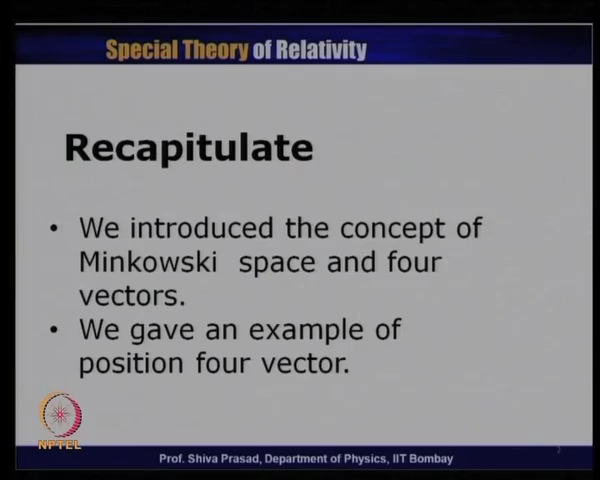 Special Theory of Relativity
Recapitulate
• We introduced the concept of
Minkowski space and four
vectors.
• We gave an example of
position four vector.
NPTEL
Prof. Shiva Prasad, Department of Physics, IIT Bombay